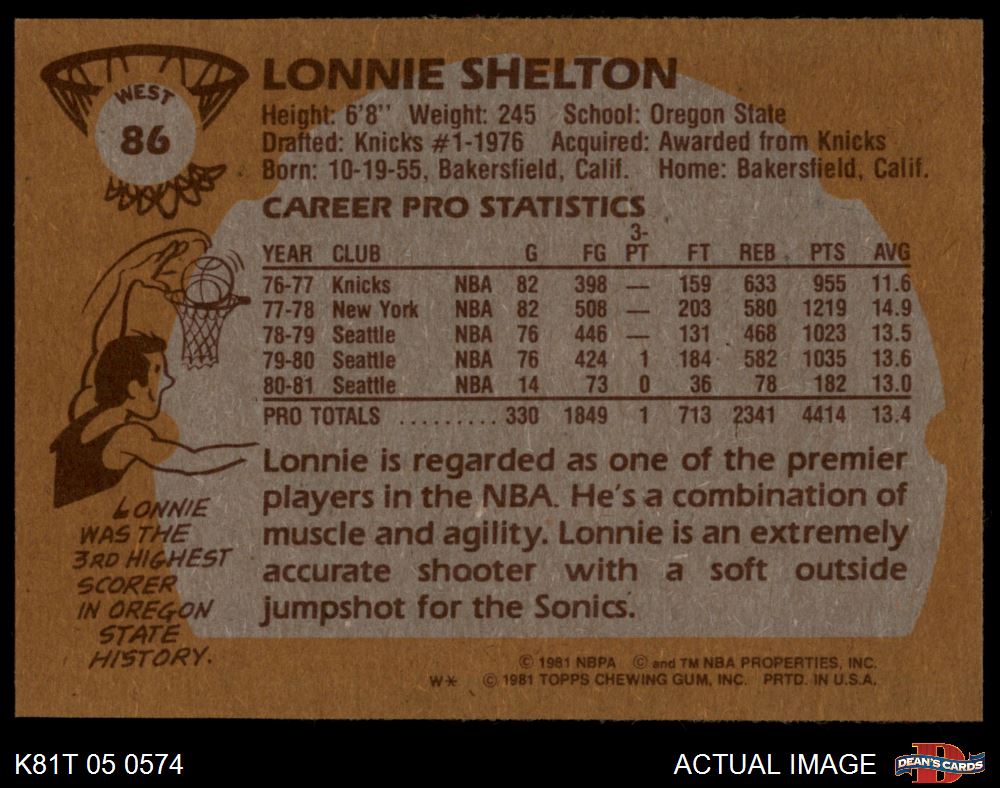 WEST
86
LONNIE SHELTON
Height: 6'8'' Weight: 245 School: Oregon State
Drafted: Knicks #1-1976 Acquired: Awarded from Knicks
Born: 10-19-55, Bakersfield, Calif. Home: Bakersfield, Calif.
CAREER PRO STATISTICS
YEAR CLUB G FG 3-PT FT REB PTS AVG
76-77 Knicks NBA 82 398 — 159 633 955 11.6
77-78 New York NBA 82 508 — 203 580 1219 14.9
78-79 Seattle NBA 76 446 — 131 468 1023 13.5
79-80 Seattle NBA 76 424 1 184 582 1035 13.6
80-81 Seattle NBA 14 73 0 36 78 182 13.0
PRO TOTALS ......... 330 1849 1 713 2341 4414 13.4
Lonnie is regarded as one of the premier
players in the NBA. He's a combination of
muscle and agility. Lonnie is an extremely
accurate shooter with a soft outside
jumpshot for the Sonics.
LONNIE
WAS THE
3RD HIGHEST
SCORER
IN OREGON
STATE
HISTORY.
© 1981 NBPA © and TM NBA PROPERTIES, INC.
W* © 1981 TOPPS CHEWING GUM, INC. PRTD. IN U.S.A.
K81T 05 0574
ACTUAL IMAGE
D
DEAN'S CARDS